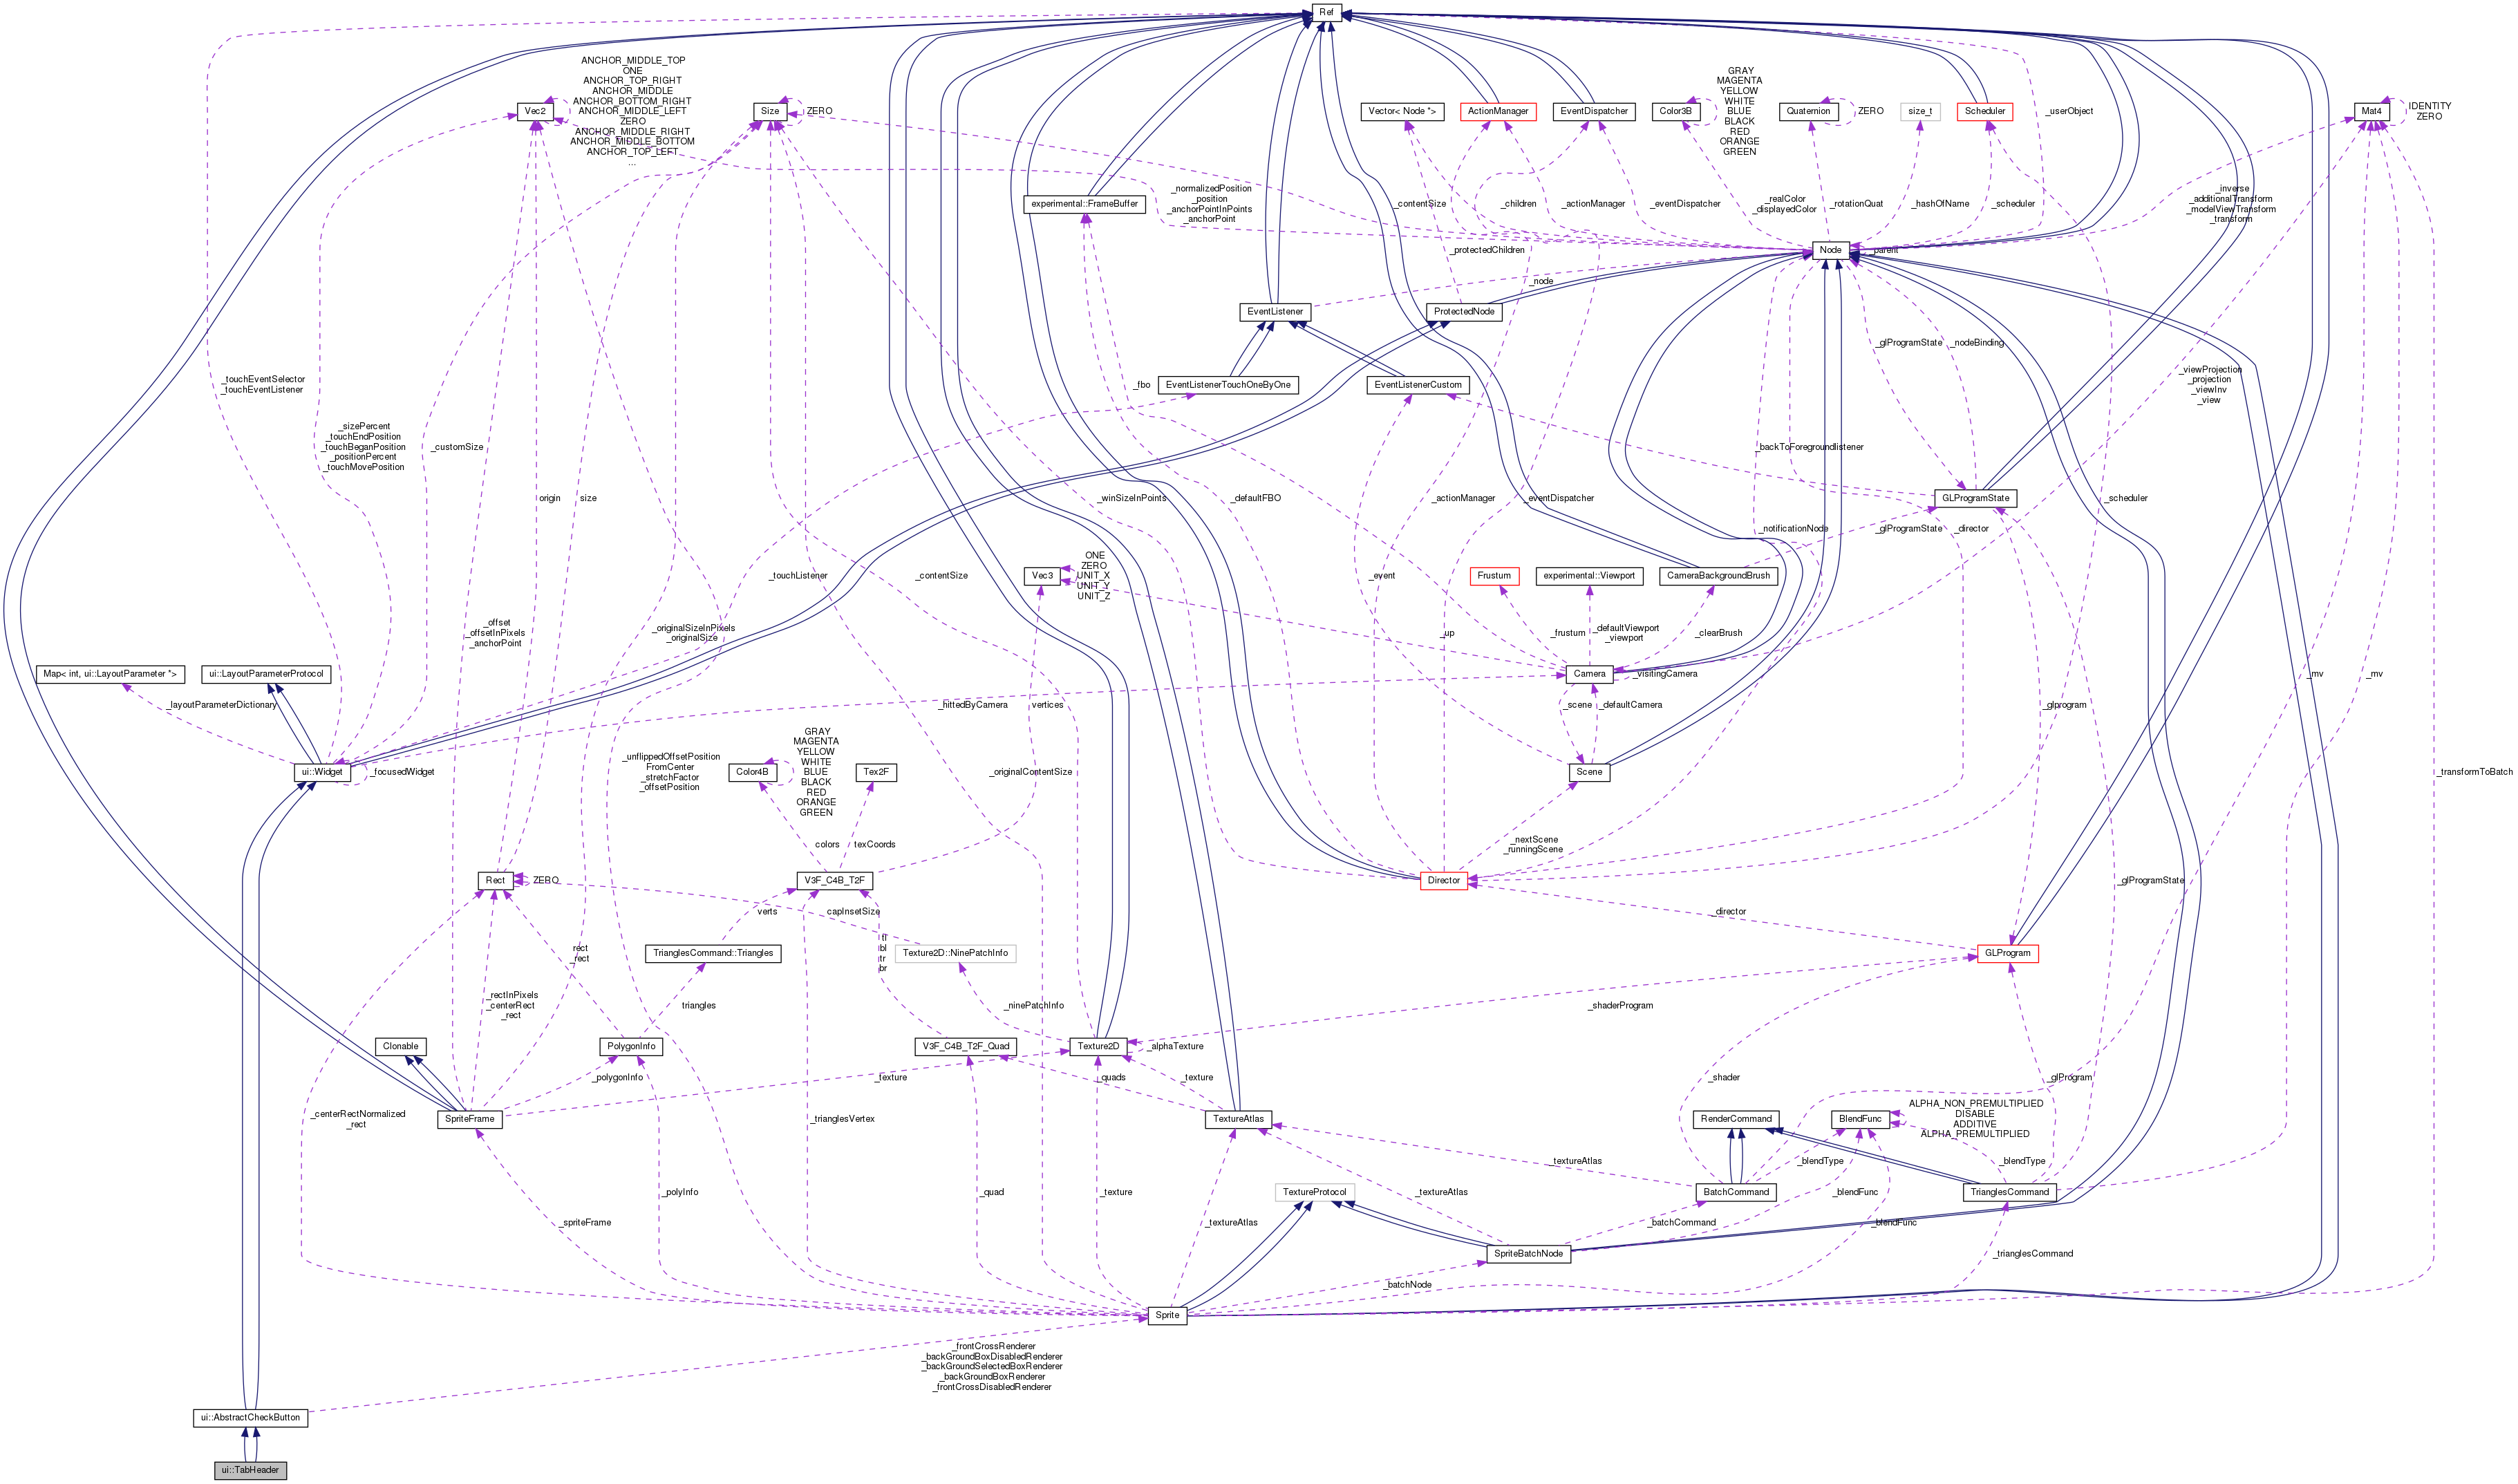 Ref
ANCHOR_MIDDLE_TOP
ONE
ANCHOR_TOP_RIGHT
ANCHOR_MIDDLE
ANCHOR_BOTTOM_RIGHT
ANCHOR_MIDDLE_LEFT
ZERO
ANCHOR_MIDDLE_RIGHT
ANCHOR_MIDDLE_BOTTOM
ANCHOR_TOP_LEFT
...
Vec2
Size
ZERO
Vector< Node *>
ActionManager
EventDispatcher
Color3B
GRAY
MAGENTA
YELLOW
WHITE
BLUE
BLACK
RED
ORANGE
GREEN
Quaternion
ZERO
size_t
Scheduler
_userObject
Mat4
IDENTITY
ZERO
_normalizedPosition
_position
_anchorPointInPoints
_anchorPoint
experimental::FrameBuffer
_contentSize
_children
_actionManager
_eventDispatcher
_realColor
_displayedColor
_rotationQuat
_hashOfName
_scheduler
_inverse
_additionalTransform
_modelViewTransform
_transform
_protectedChildren
Node
_parent
_node
EventListener
ProtectedNode
_glProgramState
_nodeBinding
_touchEventSelector
_touchEventListener
EventListenerTouchOneByOne
_fbo
EventListenerCustom
_viewProjection
_projection
_viewInv
_view
_sizePercent
_touchEndPosition
_touchBeganPosition
_positionPercent
_touchMovePosition
_customSize
_backToForegroundlistener
origin
size
_winSizeInPoints
_defaultFBO
_actionManager
_eventDispatcher
GLProgramState
_scheduler
_notificationNode
_glProgramState
_director
_touchListener
_contentSize
Vec3
ONE
ZERO
UNIT_X
UNIT_Y
UNIT_Z
_event
Frustum
experimental::Viewport
CameraBackgroundBrush
_offset
_offsetInPixels
_anchorPoint
_originalSizeInPixels
_originalSize
_up
_frustum
_defaultViewport
_viewport
_clearBrush
Map< int, ui::LayoutParameter *>
ui::LayoutParameterProtocol
Camera
_visitingCamera
_mv
_mv
_layoutParameterDictionary
_hittedByCamera
vertices
_scene
_defaultCamera
_glprogram
ui::Widget
_focusedWidget
_unflippedOffsetPosition
FromCenter
_stretchFactor
_offsetPosition
Color4B
GRAY
MAGENTA
YELLOW
WHITE
BLUE
BLACK
RED
ORANGE
GREEN
Tex2F
_originalContentSize
Scene
_transformToBatch
colors
texCoords
_nextScene
_runningScene
Rect
ZERO
V3F_C4B_T2F
Director
_glProgramState
verts
capInsetSize
_director
rect
_rect
TrianglesCommand::Triangles
tl
bl
tr
br
Texture2D::NinePatchInfo
GLProgram
_rectInPixels
_centerRect
_rect
triangles
_ninePatchInfo
_shaderProgram
Clonable
PolygonInfo
V3F_C4B_T2F_Quad
Texture2D
_alphaTexture
_polygonInfo
_texture
_quads
_texture
_shader
_glProgram
_centerRectNormalized
_rect
SpriteFrame
_trianglesVertex
TextureAtlas
RenderCommand
BlendFunc
ALPHA_NON_PREMULTIPLIED
DISABLE
ADDITIVE
ALPHA_PREMULTIPLIED
_textureAtlas
_blendType
_blendType
_polyInfo
_quad
_texture
TextureProtocol
_textureAtlas
BatchCommand
_blendFunc
TrianglesCommand
_spriteFrame
_textureAtlas
_batchCommand
_blendFunc
SpriteBatchNode
_trianglesCommand
_batchNode
Sprite
_frontCrossRenderer
_backGroundBoxDisabledRenderer
_backGroundSelectedBoxRenderer
_backGroundBoxRenderer
_frontCrossDisabledRenderer
ui::AbstractCheckButton
ui::TabHeader